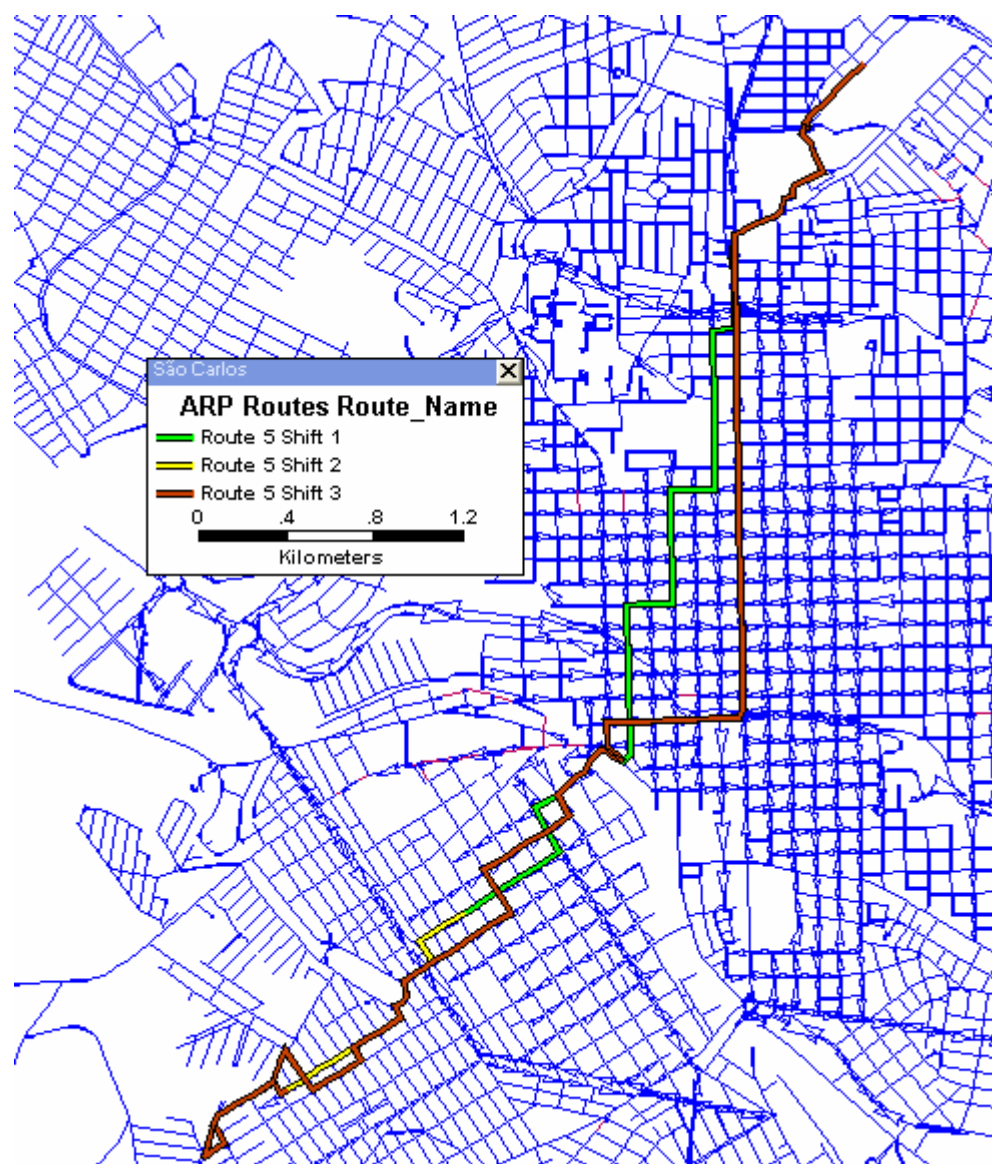 São Carlos
ARP Routes Route_Name
Route 5 Shift 1
Route 5 Shift 2
Route 5 Shift 3
0 .4 .8 1.2
Kilometers